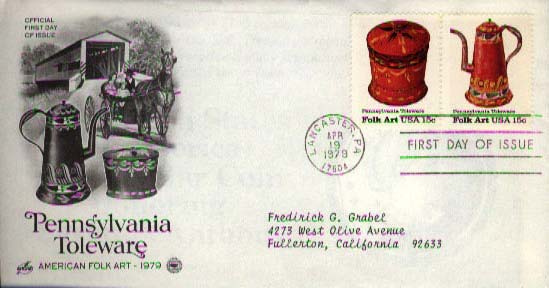 OFFICIAL
FIRST DAY
OF ISSUE
Pennsylvania Toleware
Folk Art USA 15c
Pennsylvania Toleware
Folk Art USA 15c
LANCASTER, PA
APR
19
1979
17604
FIRST DAY OF ISSUE
Pennsylvania
Toleware
AMERICAN FOLK ART - 1979
Fredirick G. Grabel
4273 West Olive Avenue
Fullerton, California 92633